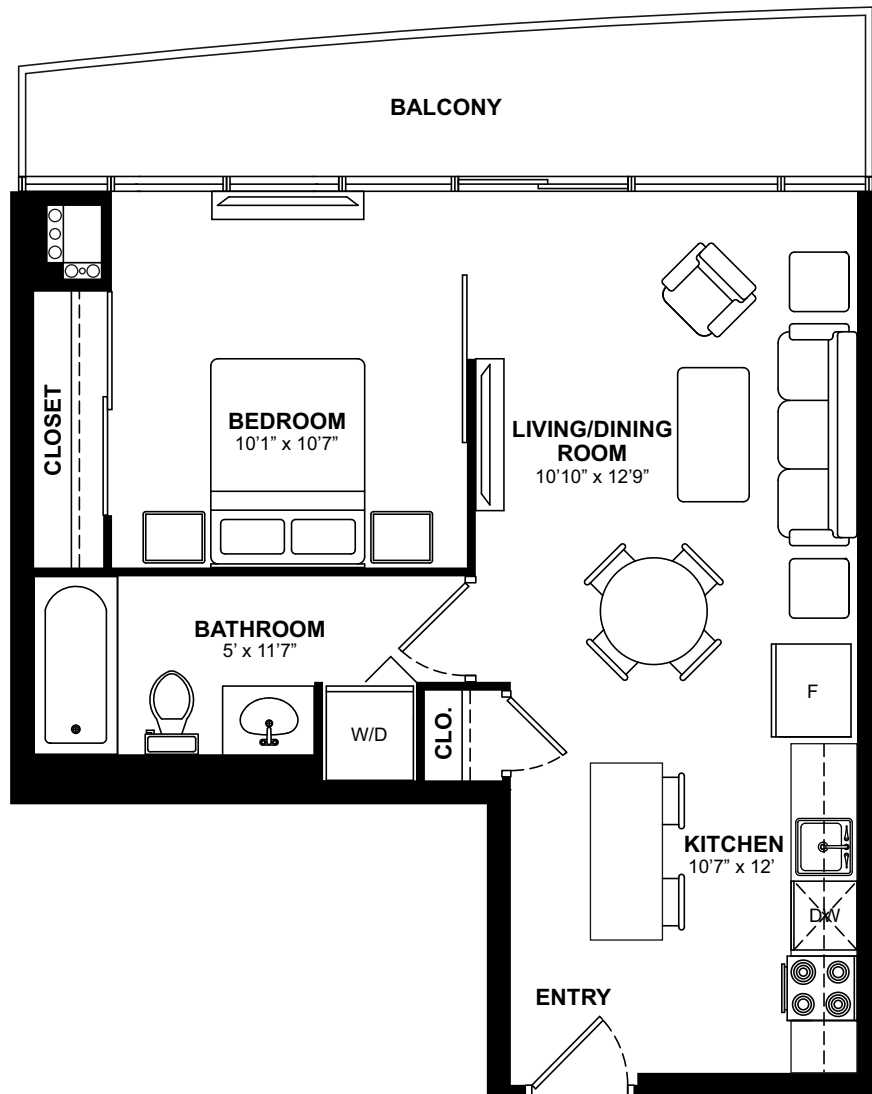 BALCONY
CLOSET
BEDROOM
10’1” x 10’7”
LIVING/DINING
ROOM
10’10” x 12’9”
BATHROOM
5’ x 11’7”
W/D
CLO.
F
KITCHEN
10’7” x 12’
DW
ENTRY